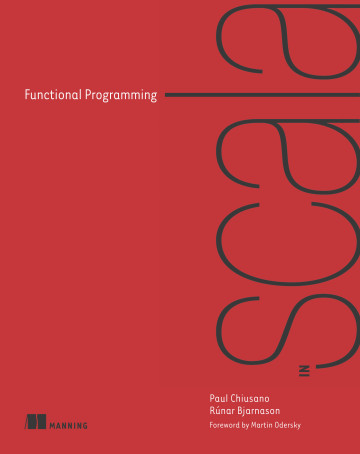 Functional Programming
IN
scala
Paul Chiusano
Rúnar Bjarnason
Foreword by Martin Odersky
MANNING